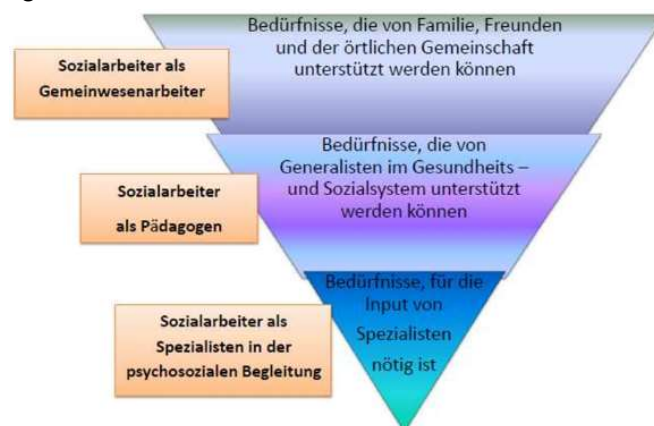 Bedürfnisse, die von Familie, Freunden
und der örtlichen Gemeinschaft
unterstützt werden können
Sozialarbeiter als
Gemeinwesenarbeiter
Bedürfnisse, die von
Generalisten im Gesundheits –
und Sozialsystem unterstützt
werden können
Sozialarbeiter
als Pädagogen
Bedürfnisse, für die
Input von
Spezialisten
nötig ist
Sozialarbeiter als
Spezialisten in der
psychosozialen Begleitung